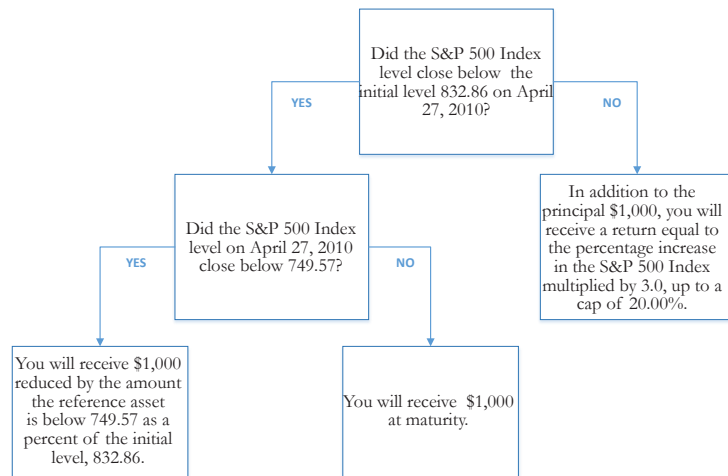 Did the S&P 500 Index
level close below the
initial level 832.86 on April
27, 2010?
YES
NO
Did the S&P 500 Index
level on April 27, 2010
close below 749.57?
In addition to the
principal $1,000, you will
receive a return equal to
the percentage increase
in the S&P 500 Index
multiplied by 3.0, up to a
cap of 20.00%.
YES
NO
You will receive $1,000
reduced by the amount
the reference asset
is below 749.57 as a
percent of the initial
level, 832.86.
You will receive $1,000
at maturity.